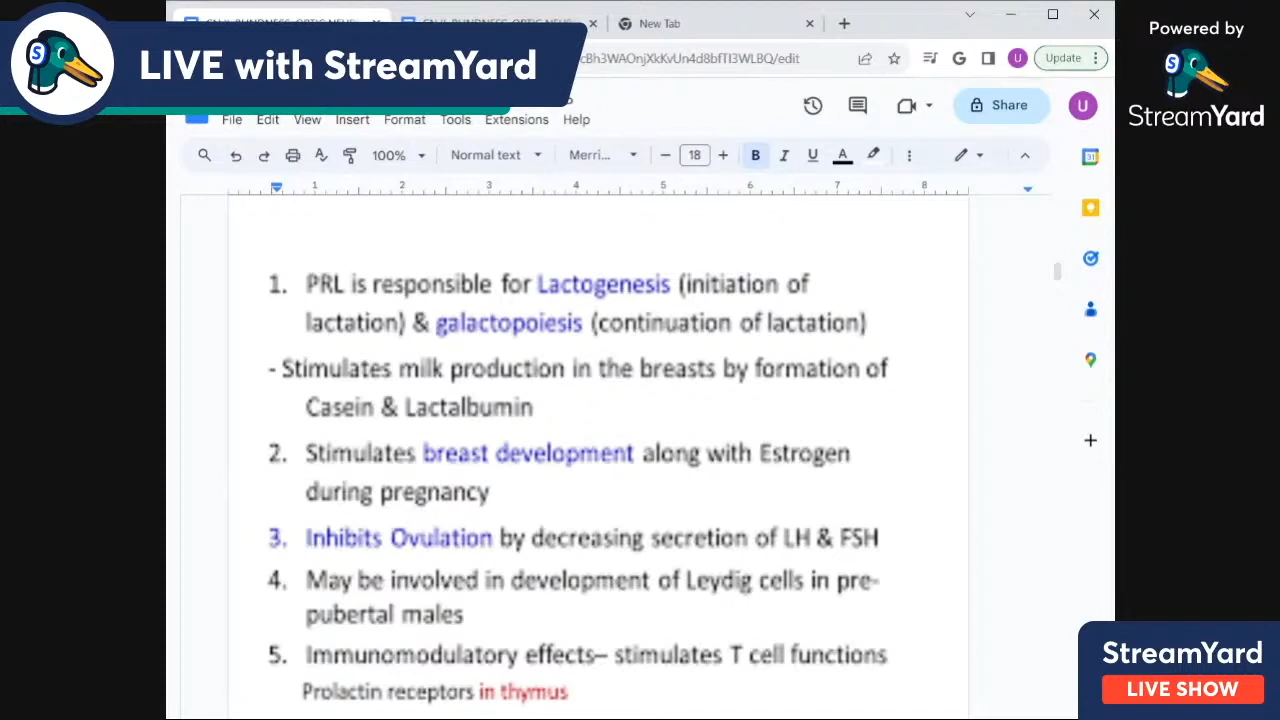 LIVE with StreamYard
Powered by
StreamYard
New Tab
cBh3WAOnjXkKvUn4d8bfTI3WLBQ/edit
Update
File Edit View Insert Format Tools Extensions Help
Share
U
100% Normal text Merri... 18 B I U A
1 2 3 4 5 6 7 8
1. PRL is responsible for Lactogenesis (initiation of
lactation) & galactopoiesis (continuation of lactation)
- Stimulates milk production in the breasts by formation of
Casein & Lactalbumin
2. Stimulates breast development along with Estrogen
during pregnancy
3. Inhibits Ovulation by decreasing secretion of LH & FSH
4. May be involved in development of Leydig cells in pre-
pubertal males
5. Immunomodulatory effects– stimulates T cell functions
Prolactin receptors in thymus
StreamYard
LIVE SHOW